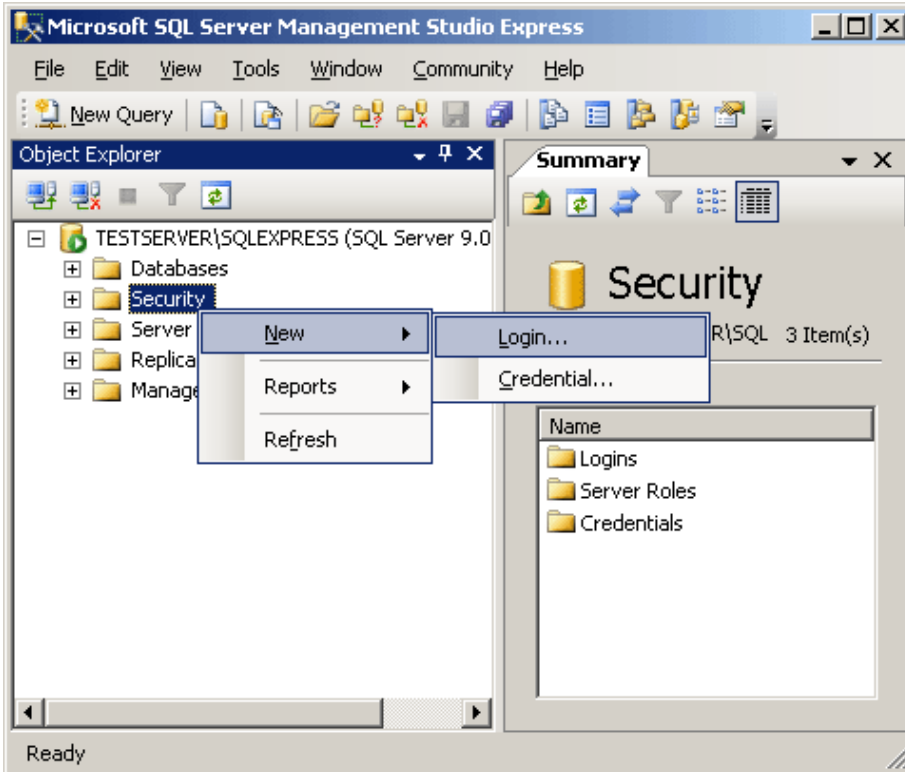 Microsoft SQL Server Management Studio Express
File Edit View Tools Window Community Help
New Query
Object Explorer
Summary
TESTSERVER\SQLEXPRESS (SQL Server 9.0
Databases
Security
Server
Replica
Manage
New
Reports
Refresh
Login...
Credential...
Security
R\SQL 3 Item(s)
Name
Logins
Server Roles
Credentials
Ready